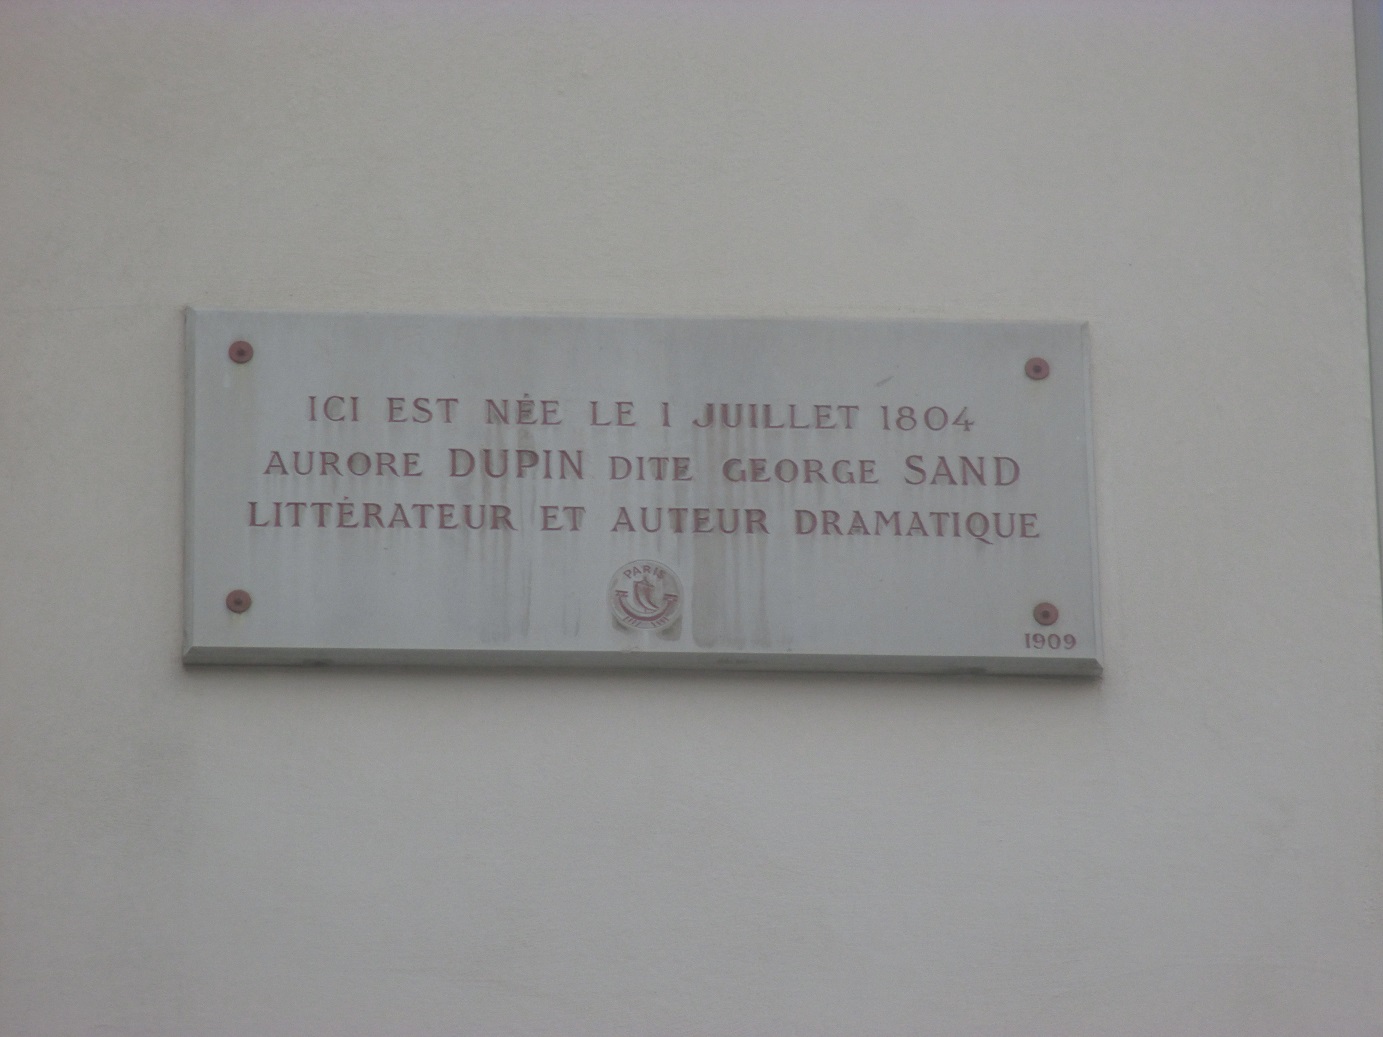 ICI EST NÉE LE 1 JUILLET 1804
AURORE DUPIN DITE GEORGE SAND
LITTÉRATEUR ET AUTEUR DRAMATIQUE
PARIS
1909